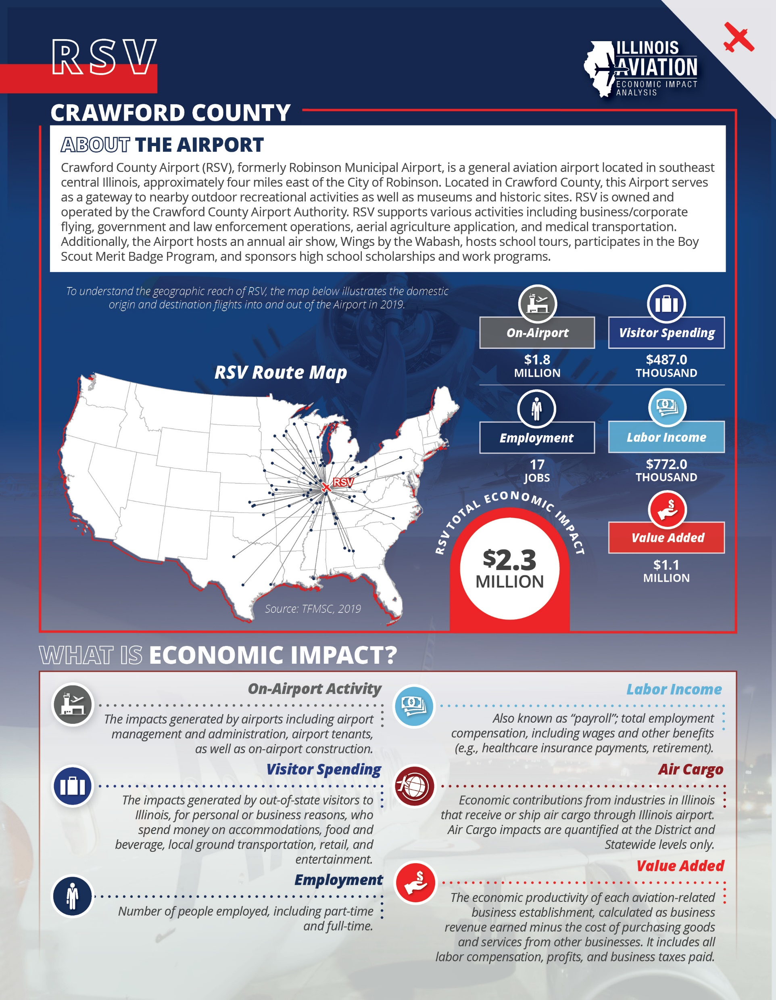 RSV
ILLINOIS
AVIATION
ECONOMIC IMPACT
ANALYSIS
CRAWFORD COUNTY
ABOUT THE AIRPORT
Crawford County Airport (RSV), formerly Robinson Municipal Airport, is a general aviation airport located in southeast
central Illinois, approximately four miles east of the City of Robinson. Located in Crawford County, this Airport serves
as a gateway to nearby outdoor recreational activities as well as museums and historic sites. RSV is owned and
operated by the Crawford County Airport Authority. RSV supports various activities including business/corporate
flying, government and law enforcement operations, aerial agriculture application, and medical transportation.
Additionally, the Airport hosts an annual air show, Wings by the Wabash, hosts school tours, participates in the Boy
Scout Merit Badge Program, and sponsors high school scholarships and work programs.
To understand the geographic reach of RSV, the map below illustrates the domestic
origin and destination flights into and out of the Airport in 2019.
RSV Route Map
RSV
Source: TFMSC, 2019
On-Airport
$1.8
MILLION
Visitor Spending
$487.0
THOUSAND
Employment
17
JOBS
Labor Income
$772.0
THOUSAND
RSV TOTAL ECONOMIC IMPACT
$2.3
MILLION
Value Added
$1.1
MILLION
WHAT IS ECONOMIC IMPACT?
On-Airport Activity
The impacts generated by airports including airport
management and administration, airport tenants,
as well as on-airport construction.
Visitor Spending
The impacts generated by out-of-state visitors to
Illinois, for personal or business reasons, who
spend money on accommodations, food and
beverage, local ground transportation, retail, and
entertainment.
Employment
Number of people employed, including part-time
and full-time.
Labor Income
Also known as “payroll”; total employment
compensation, including wages and other benefits
(e.g., healthcare insurance payments, retirement).
Air Cargo
Economic contributions from industries in Illinois
that receive or ship air cargo through Illinois airport.
Air Cargo impacts are quantified at the District and
Statewide levels only.
Value Added
The economic productivity of each aviation-related
business establishment, calculated as business
revenue earned minus the cost of purchasing goods
and services from other businesses. It includes all
labor compensation, profits, and business taxes paid.